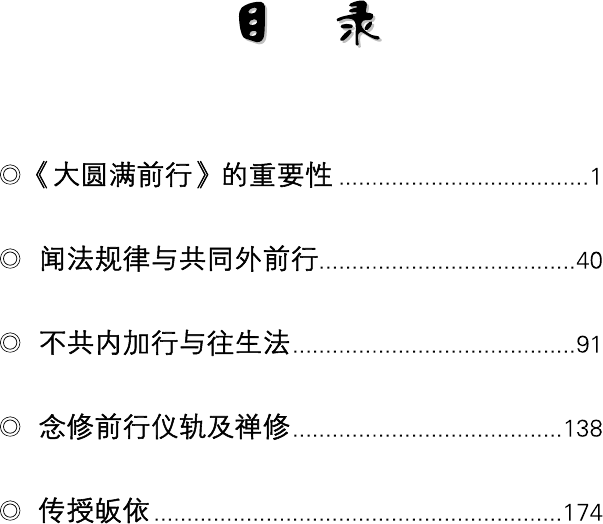 目 录
◎《大圆满前行》的重要性......................................1
◎ 闻法规律与共同外前行.......................................40
◎ 不共内加行与往生法...........................................91
◎ 念修前行仪轨及禅修.........................................138
◎ 传授皈依..............................................................174